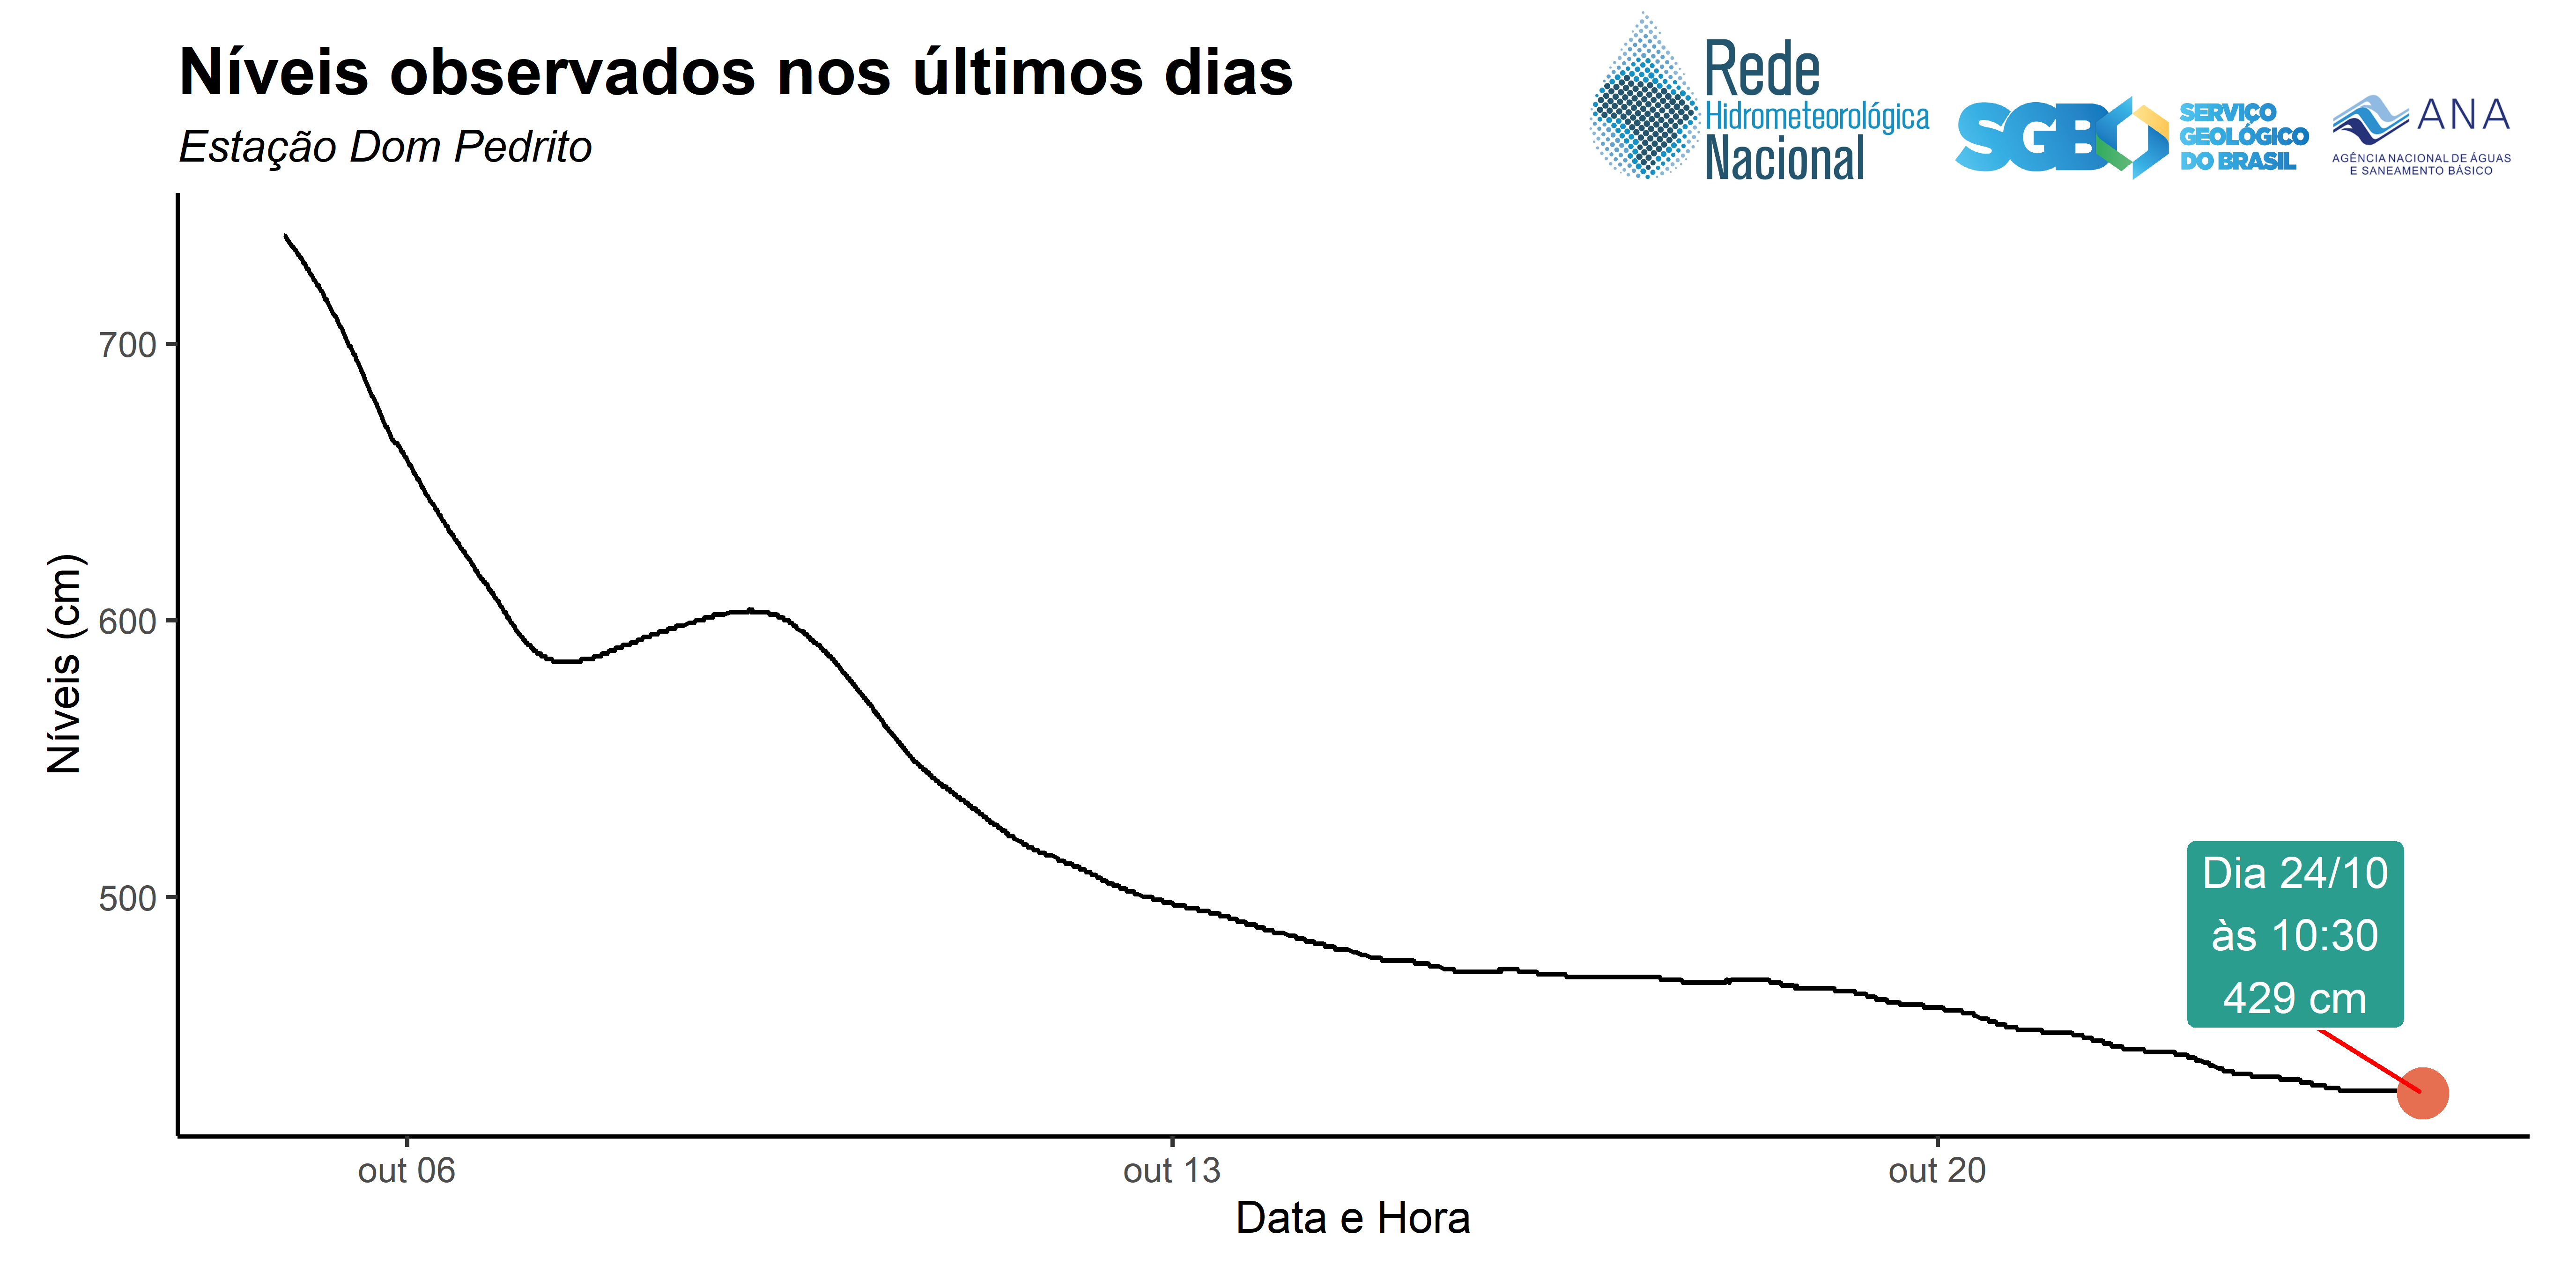 Níveis observados nos últimos dias
Estação Dom Pedrito
Rede
Hidrometeorológica
Nacional
SGB
SERVIÇO
GEOLÓGICO
DO BRASIL
ANA
AGÊNCIA NACIONAL DE ÁGUAS
E SANEAMENTO BÁSICO
Níveis (cm)
700
600
500
Dia 24/10
às 10:30
429 cm
out 06
out 13
out 20
Data e Hora